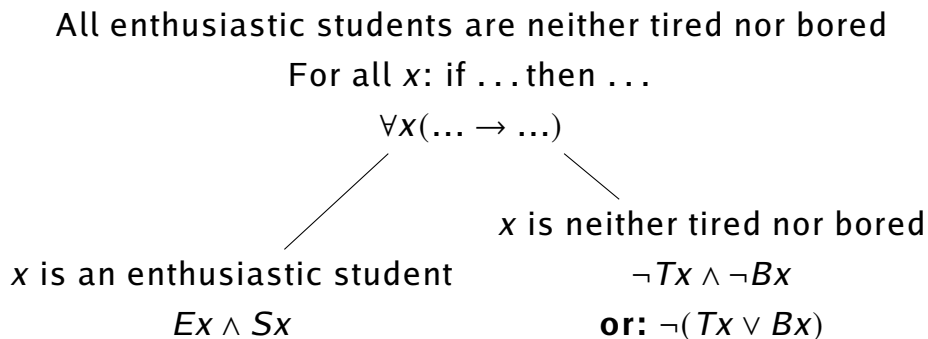 All enthusiastic students are neither tired nor bored
For all x: if … then …
∀x(… → …)
x is an enthusiastic student
Ex ∧ Sx
x is neither tired nor bored
¬Tx ∧ ¬Bx
or: ¬(Tx ∨ Bx)